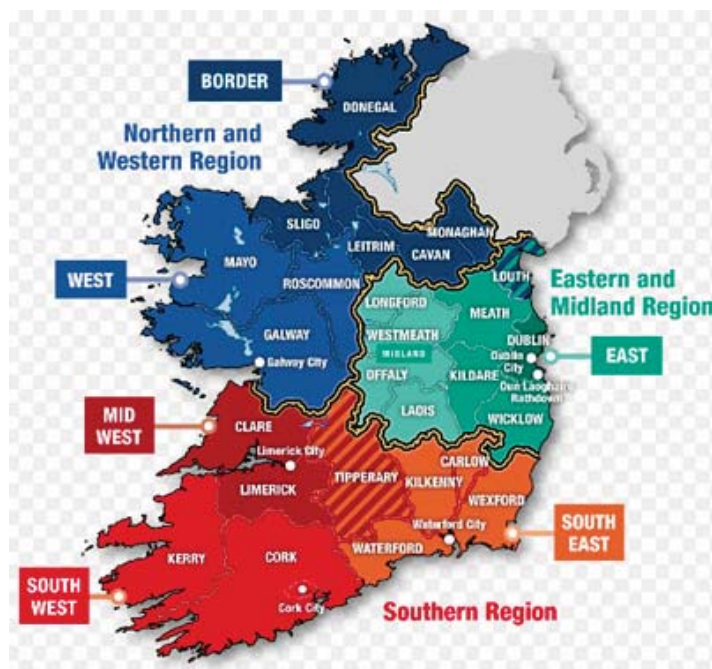 BORDER
DONEGAL
Northern and
Western Region
SLIGO
LEITRIM
MONAGHAN
CAVAN
MAYO
ROSCOMMON
WEST
LOUTH
Eastern and
Midland Region
LONGFORD
MEATH
GALWAY
Galway City
WESTMEATH
MIDLAND
DUBLIN
Dublin
City
EAST
OFFALY
KILDARE
Dun Laoghaire
Rathdown
LAOIS
WICKLOW
MID
WEST
CLARE
Limerick City
TIPPERARY
CARLOW
KILKENNY
LIMERICK
WEXFORD
Waterford City
SOUTH
EAST
WATERFORD
KERRY
CORK
SOUTH
WEST
Cork City
Southern Region